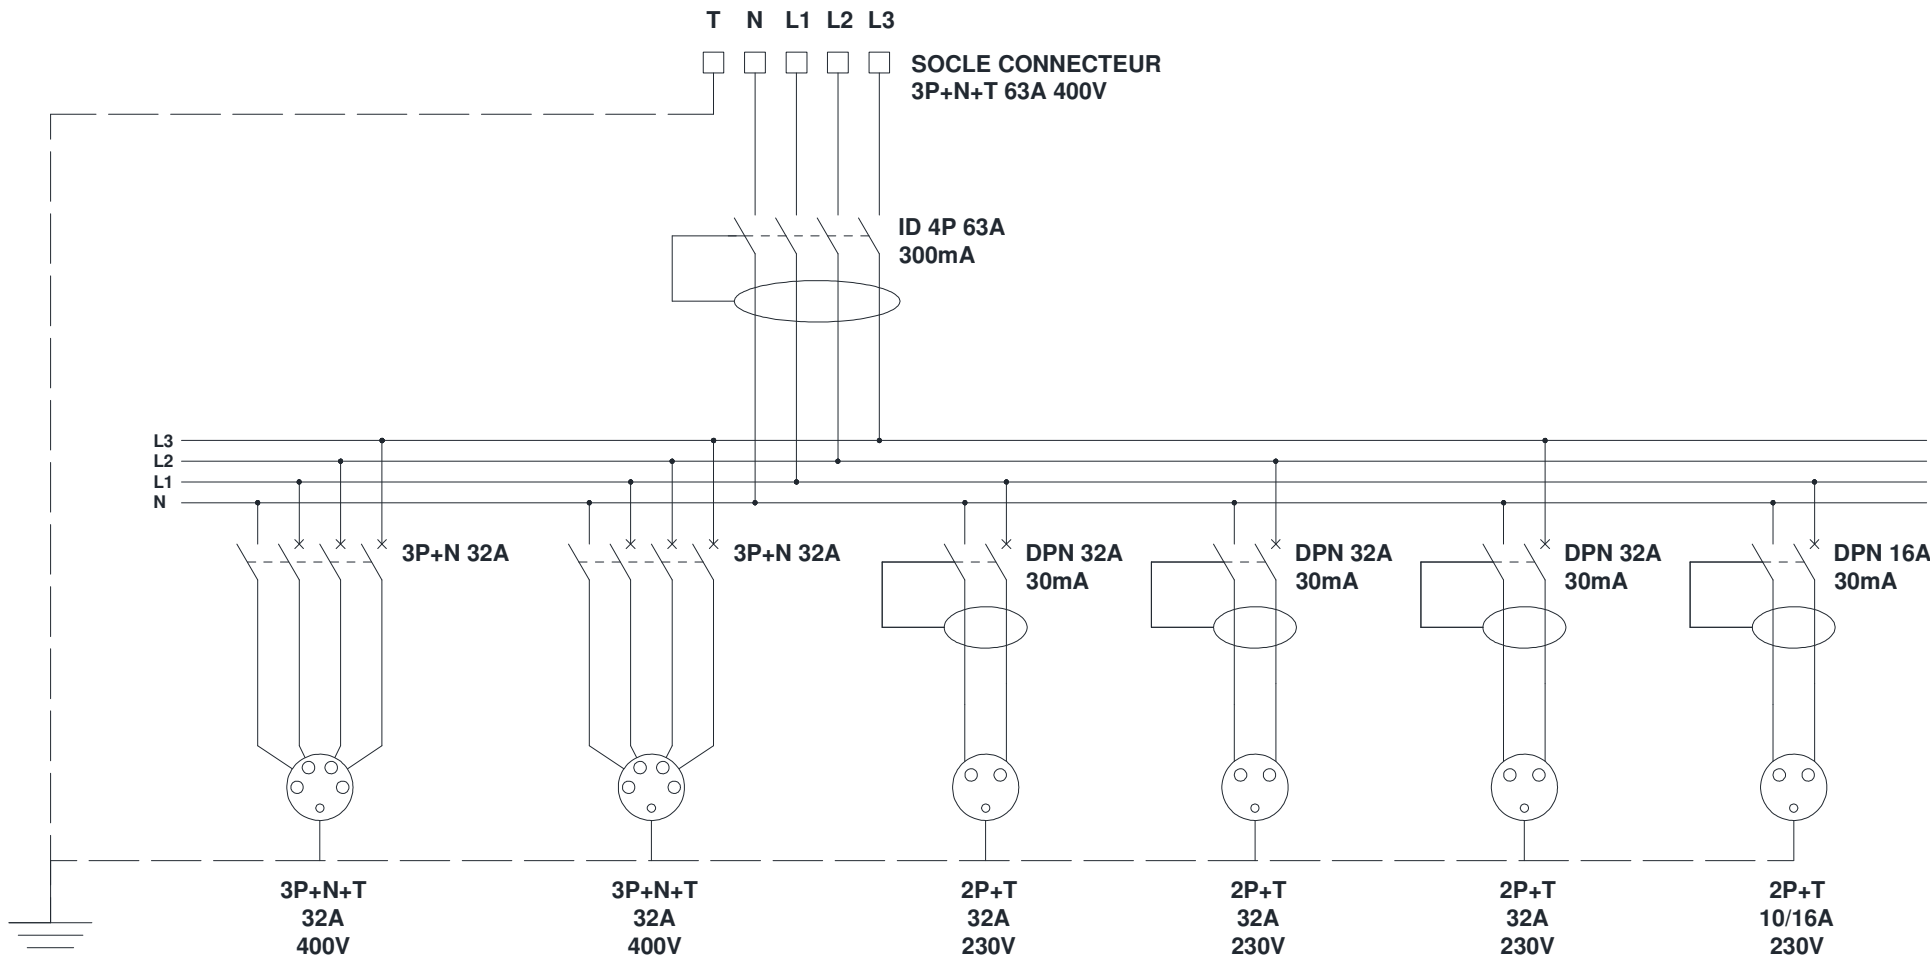 T N L1 L2 L3
SOCLE CONNECTEUR
3P+N+T 63A 400V
ID 4P 63A
300mA
L3
L2
L1
N
3P+N 32A
3P+N 32A
DPN 32A
30mA
DPN 32A
30mA
DPN 32A
30mA
DPN 16A
30mA
3P+N+T
32A
400V
3P+N+T
32A
400V
2P+T
32A
230V
2P+T
32A
230V
2P+T
32A
230V
2P+T
10/16A
230V